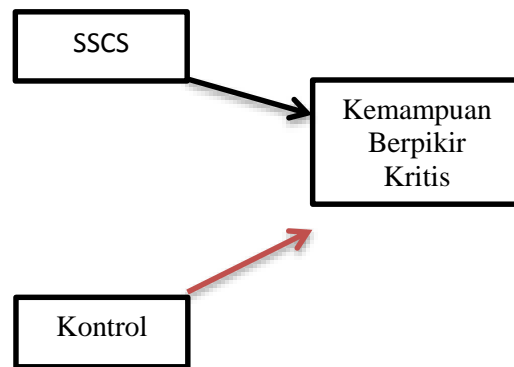 SSCS
Kemampuan
Berpikir
Kritis
Kontrol